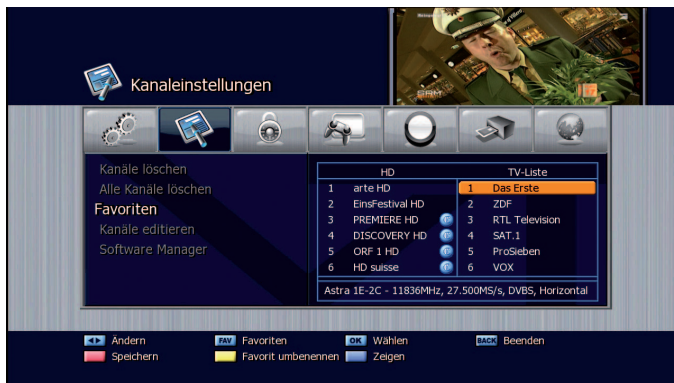 Kanaleinstellungen
Kanäle löschen
Alle Kanäle löschen
Favoriten
Kanäle editieren
Software Manager
HD
1 arte HD
2 EinsFestival HD
3 PREMIERE HD
4 DISCOVERY HD
5 ORF 1 HD
6 HD suisse
TV-Liste
1 Das Erste
2 ZDF
3 RTL Television
4 SAT.1
5 ProSieben
6 VOX
Astra 1E-2C - 11836MHz, 27.500MS/s, DVBS, Horizontal
Ändern
FAV Favoriten
OK Wählen
BACK Beenden
Speichern
Favorit umbenennen
Zeigen